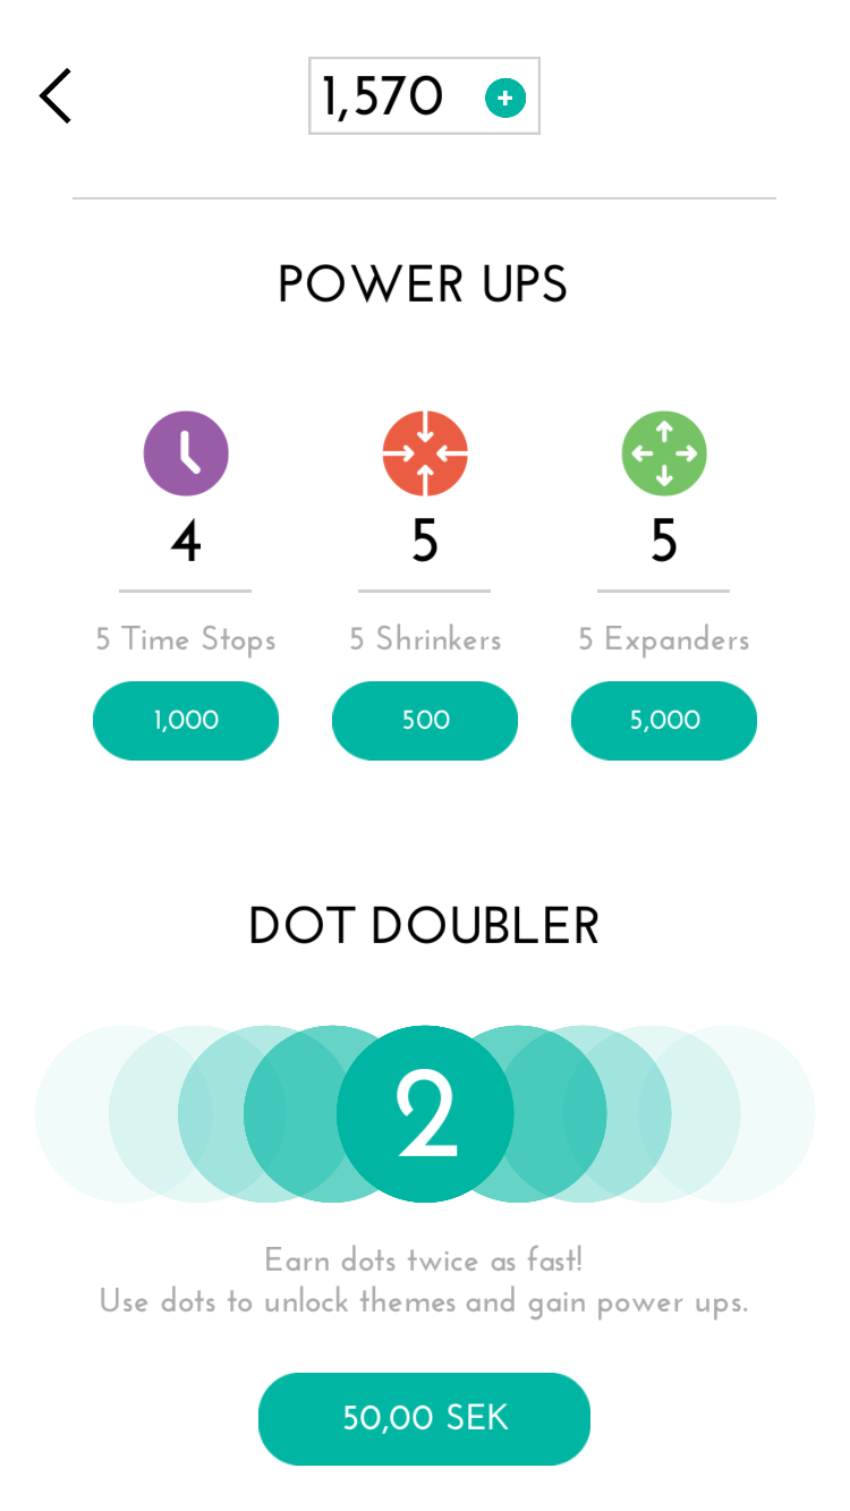 1,570 +
POWER UPS
4 5 5
5 Time Stops 5 Shrinkers 5 Expanders
1,000 500 5,000
DOT DOUBLER
2
Earn dots twice as fast!
Use dots to unlock themes and gain power ups.
50,00 SEK